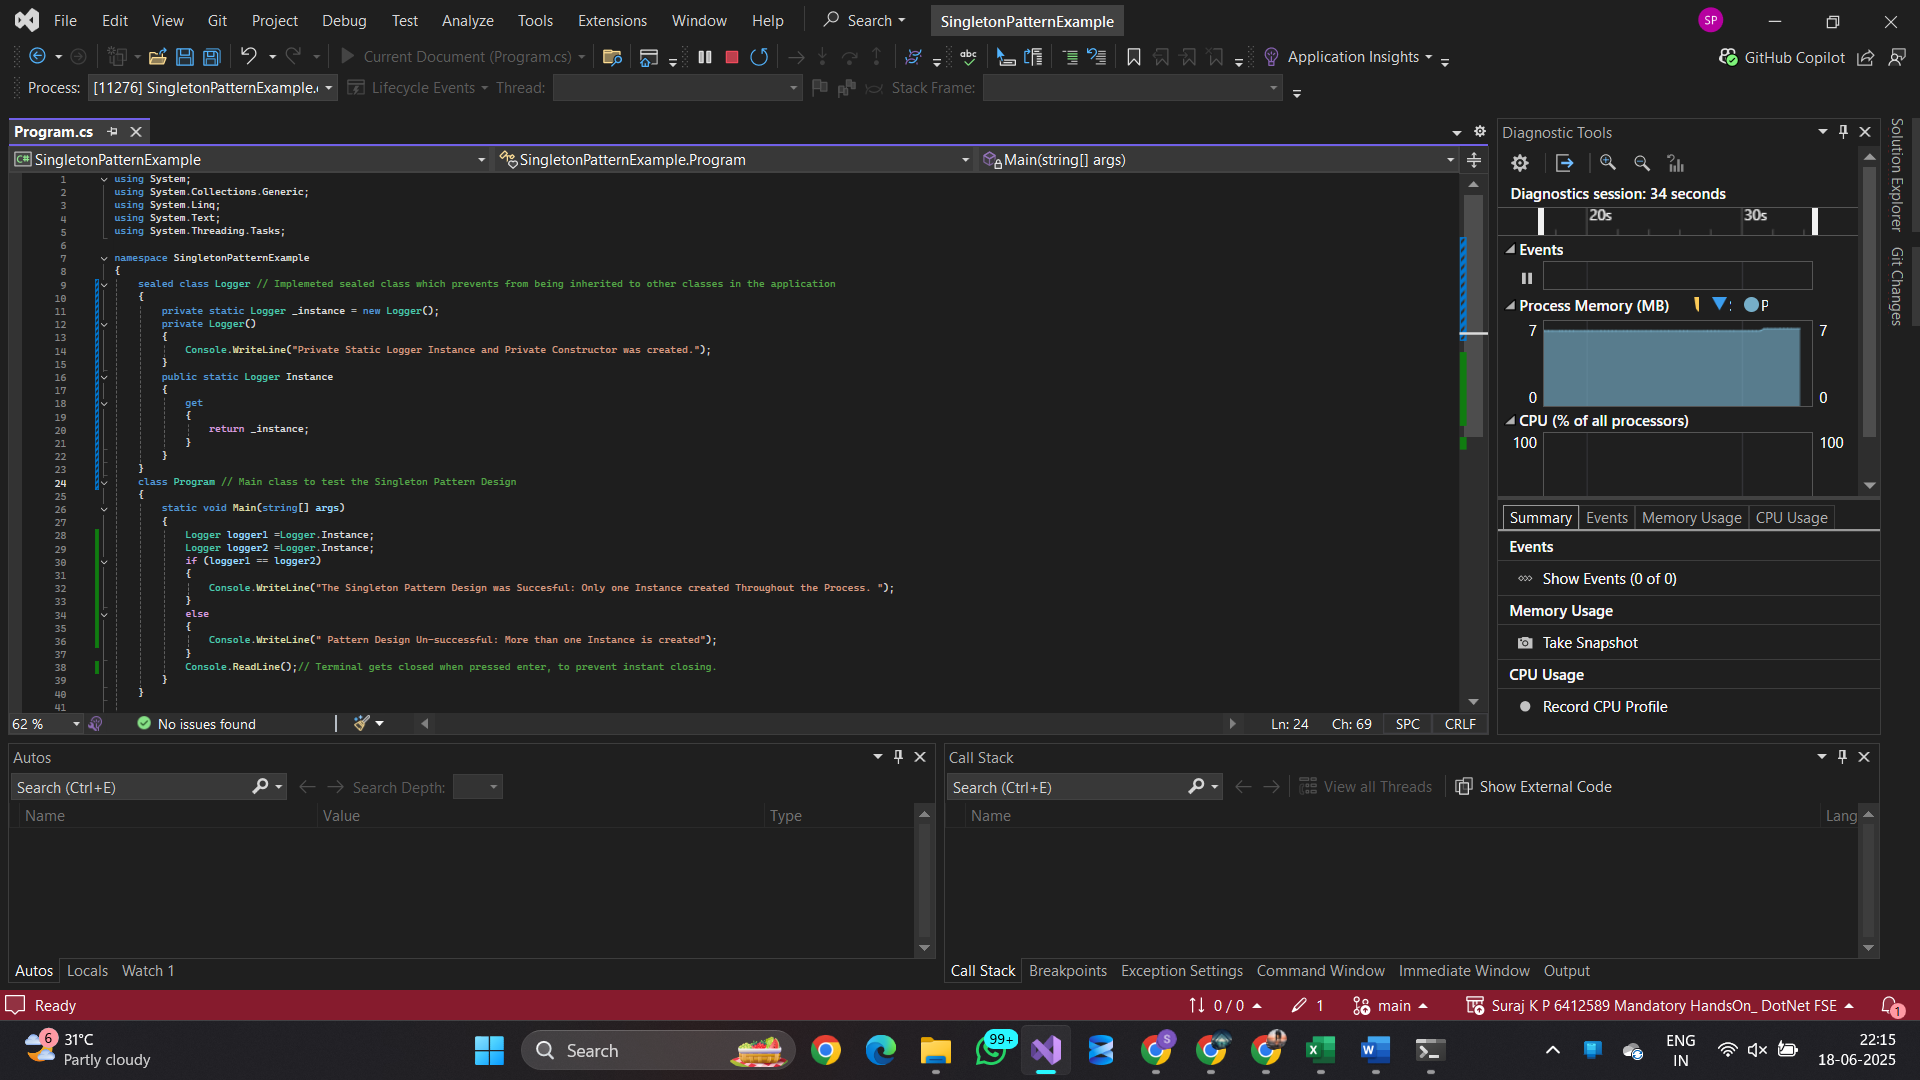 File Edit View Git Project Debug Test Analyze Tools Extensions Window Help Search SingletonPatternExample SP
Current Document (Program.cs) abc Application Insights GitHub Copilot
Process: [11276] SingletonPatternExample. Lifecycle Events Thread: Stack Frame:
Program.cs
C# SingletonPatternExample SingletonPatternExample.Program Main(string[] args)
1 using System;
2 using System.Collections.Generic;
3 using System.Linq;
4 using System.Text;
5 using System.Threading.Tasks;
6
7 namespace SingletonPatternExample
8 {
9 sealed class Logger // Implemeted sealed class which prevents from being inherited to other classes in the application
10 {
11 private static Logger _instance = new Logger();
12 private Logger()
13 {
14 Console.WriteLine("Private Static Logger Instance and Private Constructor was created.");
15 }
16 public static Logger Instance
17 {
18 get
19 {
20 return _instance;
21 }
22 }
23 }
24 class Program // Main class to test the Singleton Pattern Design
25 {
26 static void Main(string[] args)
27 {
28 Logger logger1 =Logger.Instance;
29 Logger logger2 =Logger.Instance;
30 if (logger1 == logger2)
31 {
32 Console.WriteLine("The Singleton Pattern Design was Succesful: Only one Instance created Throughout the Process. ");
33 }
34 else
35 {
36 Console.WriteLine(" Pattern Design Un-successful: More than one Instance is created");
37 }
38 Console.ReadLine();// Terminal gets closed when pressed enter, to prevent instant closing.
39 }
40 }
41
62 % No issues found Ln: 24 Ch: 69 SPC CRLF
Diagnostic Tools
Diagnostics session: 34 seconds
20s 30s
Events
Process Memory (MB) P
7 7
0 0
CPU (% of all processors)
100 100
Summary Events Memory Usage CPU Usage
Events
Show Events (0 of 0)
Memory Usage
Take Snapshot
CPU Usage
Record CPU Profile
Solution Explorer
Git Changes
Autos
Search (Ctrl+E) Search Depth:
Name Value Type
Autos Locals Watch 1
Call Stack
Search (Ctrl+E) View all Threads Show External Code
Name Lang
Call Stack Breakpoints Exception Settings Command Window Immediate Window Output
Ready 0 / 0 1 main Suraj K P 6412589 Mandatory HandsOn_ DotNet FSE 1
6 31°C
Partly cloudy
Search
99+
S
ENG
IN
22:15
18-06-2025